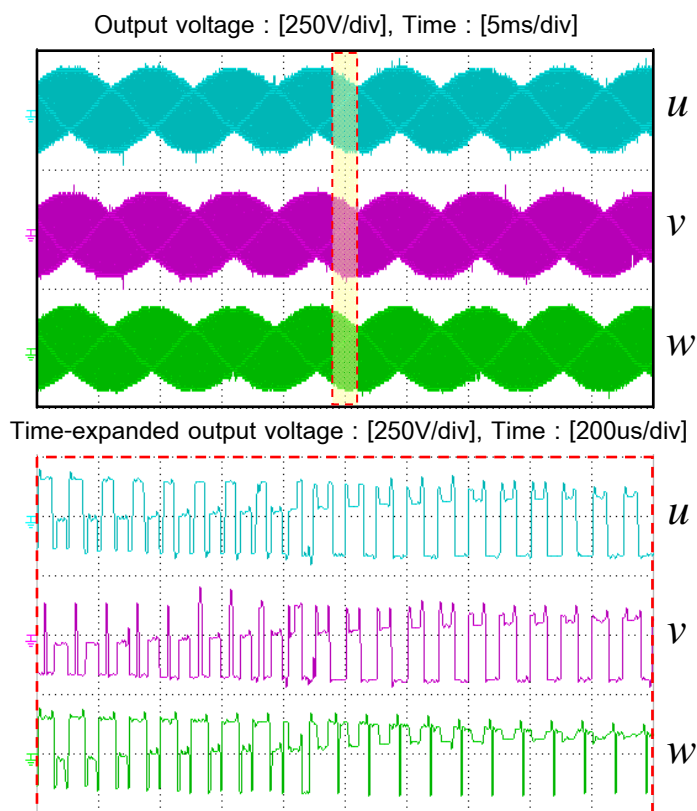 Output voltage : [250V/div], Time : [5ms/div]
u
v
w
Time-expanded output voltage : [250V/div], Time : [200us/div]
u
v
w